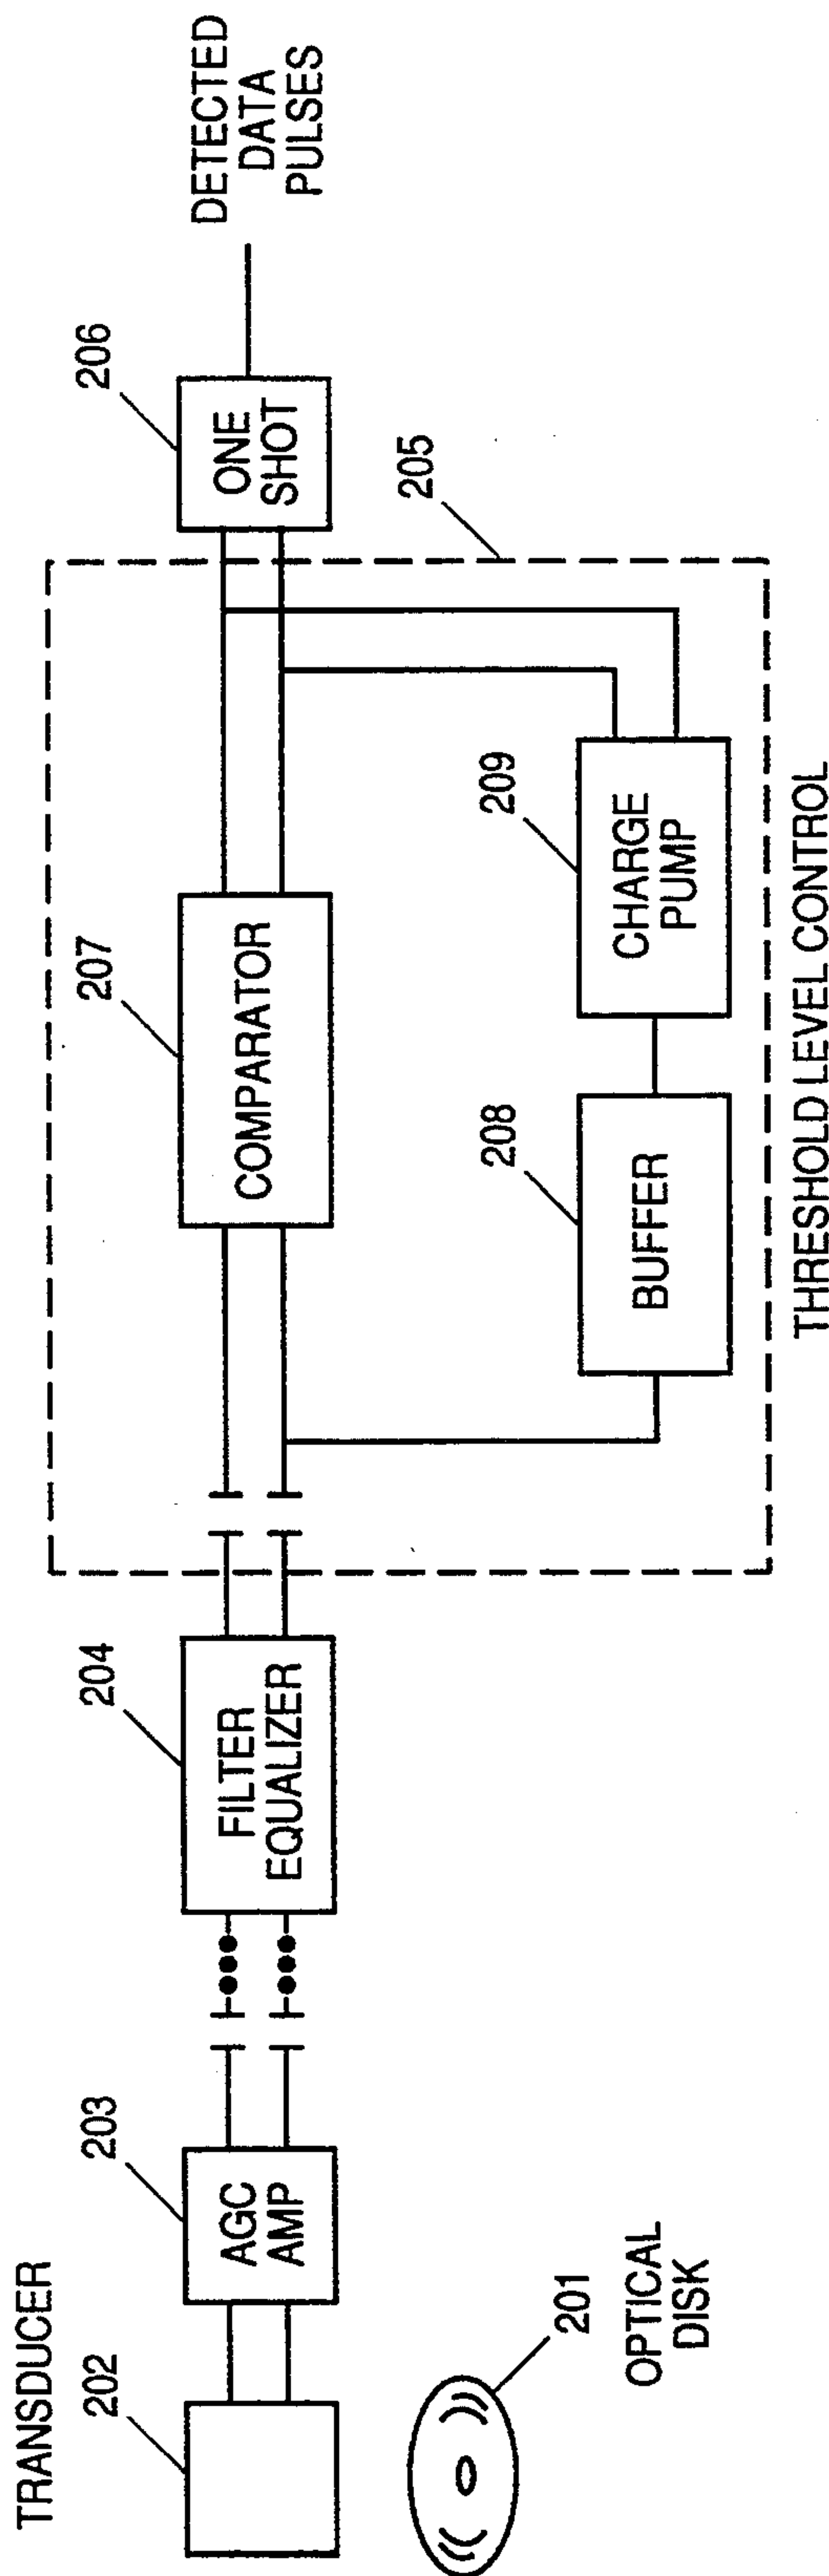 TRANSDUCER
202
201
OPTICAL
DISK
203
AGC
AMP
204
FILTER
EQUALIZER
207
COMPARATOR
208
BUFFER
209
CHARGE
PUMP
THRESHOLD LEVEL CONTROL
205
206
ONE
SHOT
DETECTED
DATA
PULSES